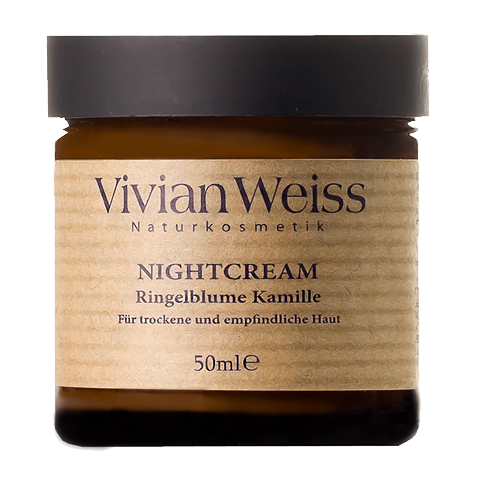 Vivian Weiss
Naturkosmetik
NIGHTCREAM
Ringelblume Kamille
Für trockene und empfindliche Haut
50ml℮